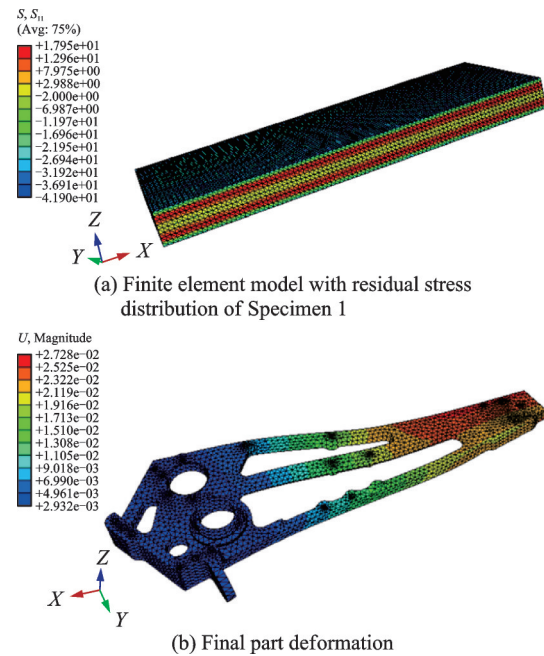 S, S₁₁
(Avg: 75%)
+1.795e+01
+1.296e+01
+7.975e+00
+2.988e+00
-2.000e+00
-6.987e+00
-1.197e+01
-1.696e+01
-2.195e+01
-2.694e+01
-3.192e+01
-3.691e+01
-4.190e+01
Z
Y
X
(a) Finite element model with residual stress
distribution of Specimen 1
U, Magnitude
+2.728e-02
+2.525e-02
+2.322e-02
+2.119e-02
+1.916e-02
+1.713e-02
+1.510e-02
+1.308e-02
+1.105e-02
+9.018e-03
+6.990e-03
+4.961e-03
+2.932e-03
Z
X
Y
(b) Final part deformation